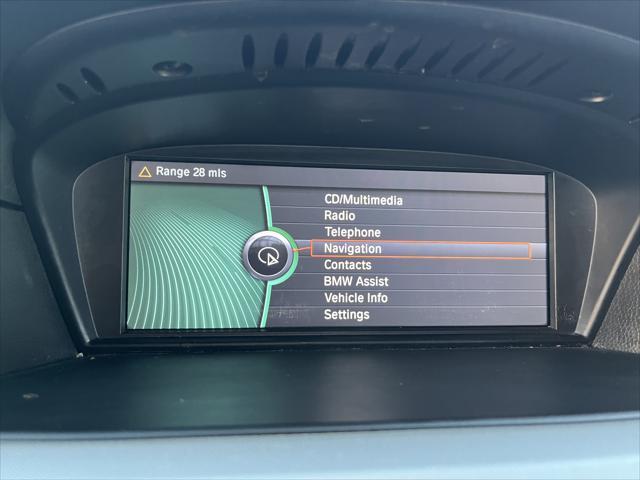 Range 28 mls
CD/Multimedia
Radio
Telephone
Navigation
Contacts
BMW Assist
Vehicle Info
Settings